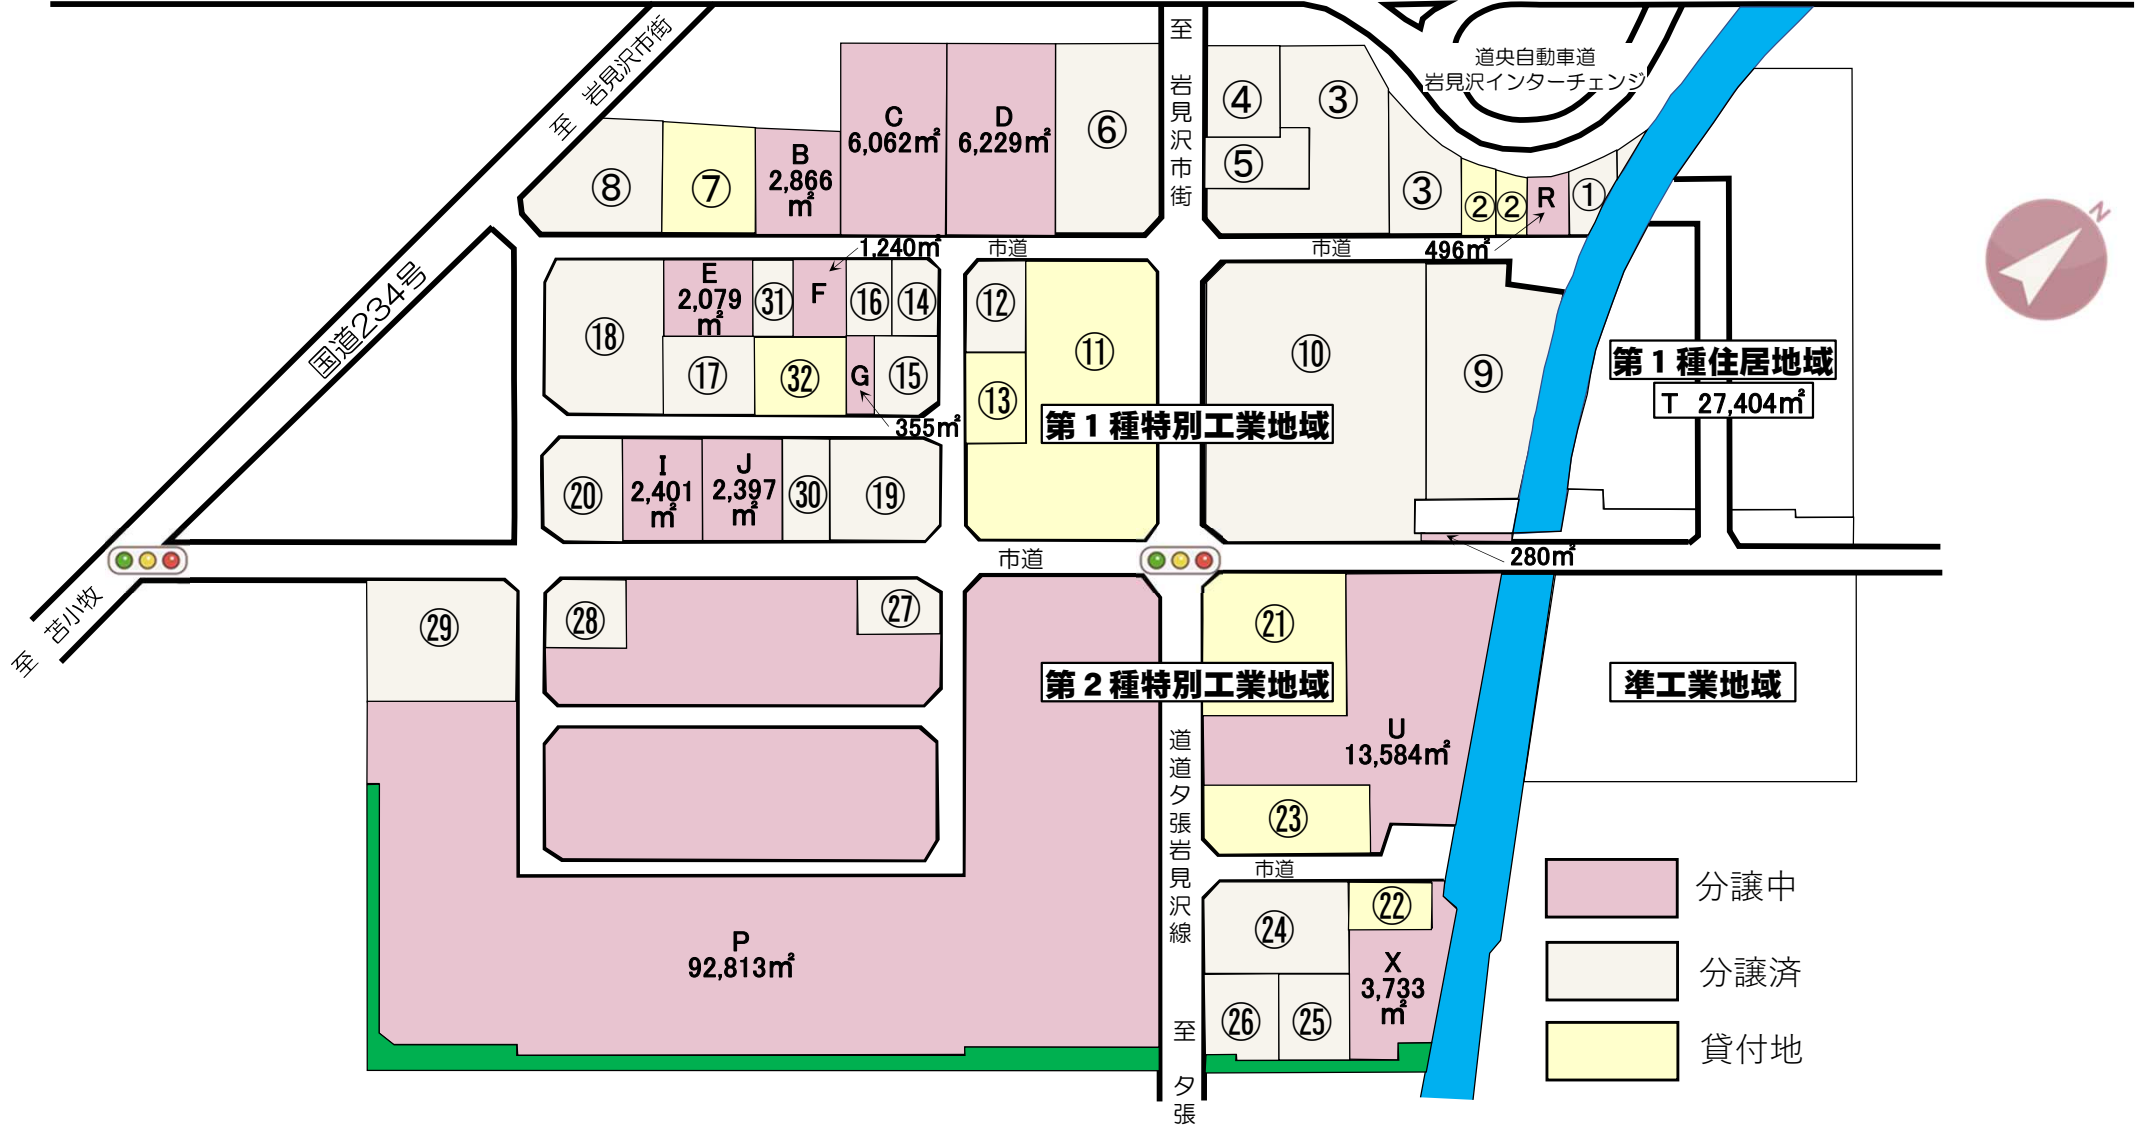 至 岩見沢市街
至 岩見沢市街
道央自動車道
岩見沢インターチェンジ
N
C
6,062㎡
D
6,229㎡
⑥
④
③
⑤
③
B
2,866
㎡
⑧
⑦
②
②
R
①
市道
市道
1,240㎡
496㎡
国道234号
E
2,079
㎡
㉛
F
⑯
⑭
⑱
⑰
㉜
G
⑮
355㎡
⑫
⑪
⑬
⑩
⑨
第1種住居地域
T 27,404㎡
第1種特別工業地域
⑳
I
2,401
㎡
J
2,397
㎡
㉚
⑲
市道
280㎡
至 苫小牧
㉙
㉘
㉗
㉑
第2種特別工業地域
準工業地域
U
13,584㎡
道道夕張岩見沢線
㉓
市道
㉒
㉔
P
92,813㎡
X
3,733
㎡
㉖
㉕
至 夕張
分譲中
分譲済
貸付地